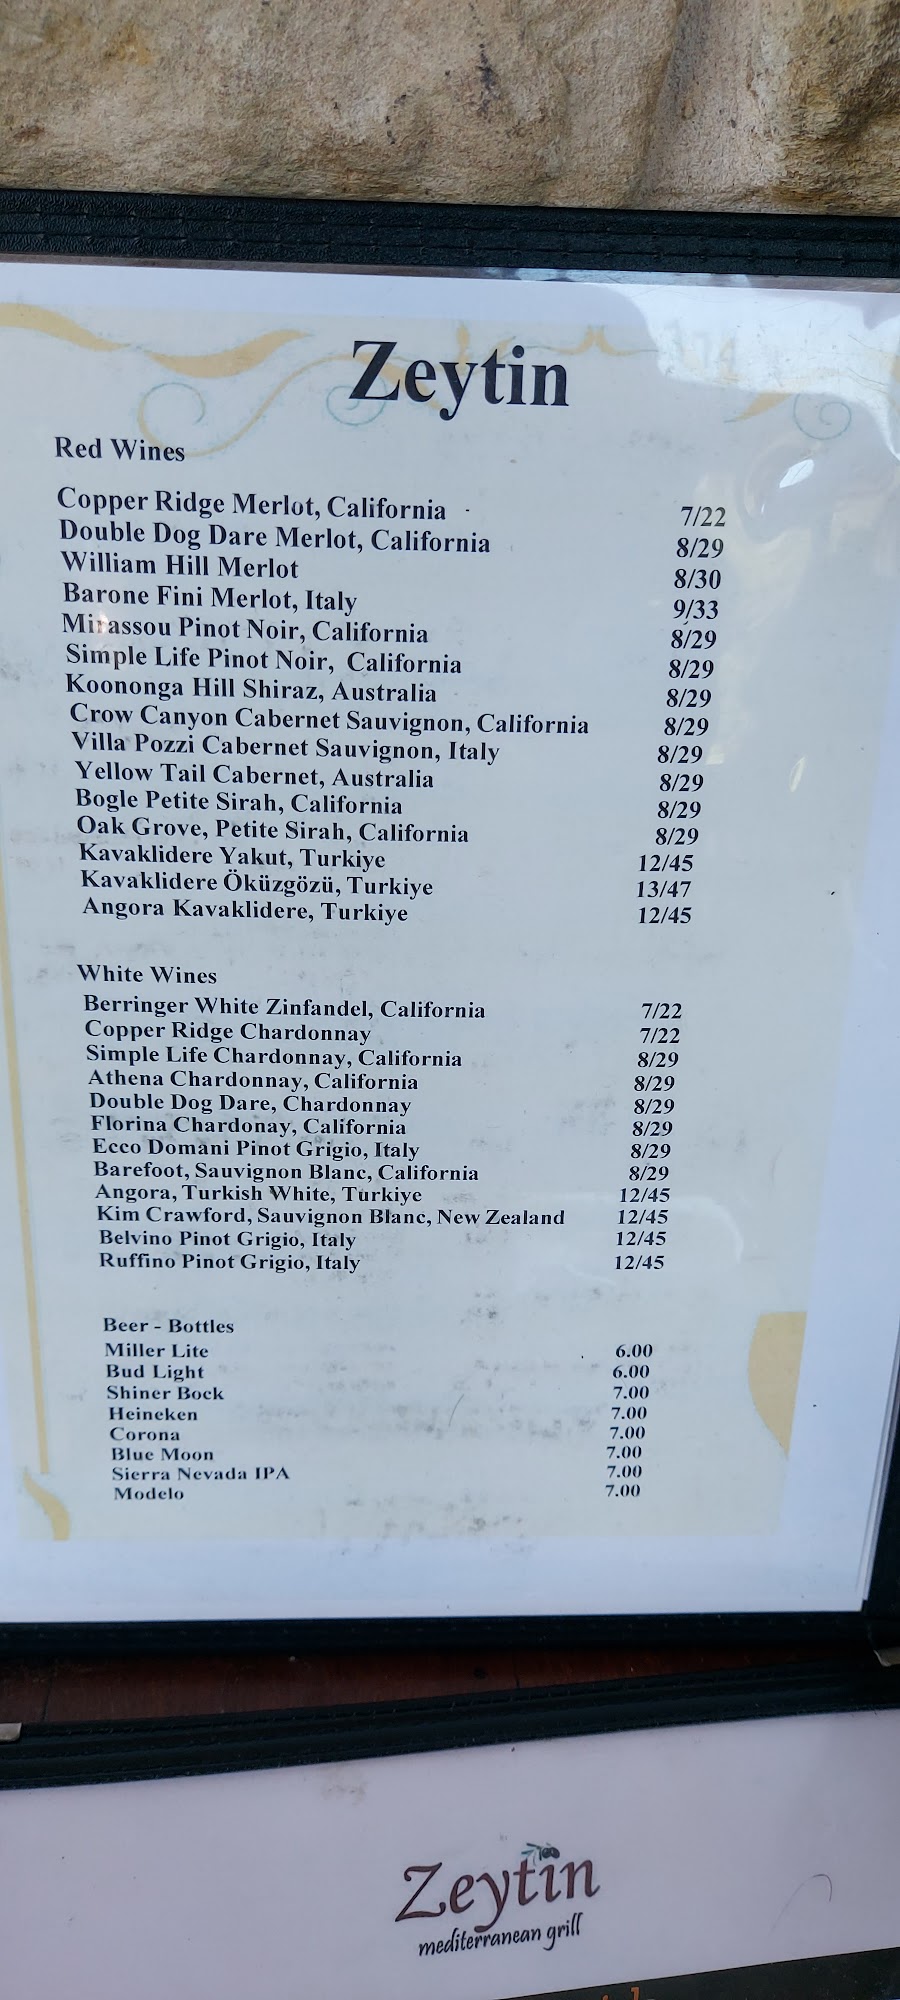 Zeytin
Red Wines
Copper Ridge Merlot, California 7/22
Double Dog Dare Merlot, California 8/29
William Hill Merlot 8/30
Barone Fini Merlot, Italy 9/33
Mirassou Pinot Noir, California 8/29
Simple Life Pinot Noir, California 8/29
Koononga Hill Shiraz, Australia 8/29
Crow Canyon Cabernet Sauvignon, California 8/29
Villa Pozzi Cabernet Sauvignon, Italy 8/29
Yellow Tail Cabernet, Australia 8/29
Bogle Petite Sirah, California 8/29
Oak Grove, Petite Sirah, California 8/29
Kavaklidere Yakut, Turkiye 12/45
Kavaklidere Öküzgözü, Turkiye 13/47
Angora Kavaklidere, Turkiye 12/45
White Wines
Berringer White Zinfandel, California 7/22
Copper Ridge Chardonnay 7/22
Simple Life Chardonnay, California 8/29
Athena Chardonnay, California 8/29
Double Dog Dare, Chardonnay 8/29
Florina Chardonay, California 8/29
Ecco Domani Pinot Grigio, Italy 8/29
Barefoot, Sauvignon Blanc, California 8/29
Angora, Turkish White, Turkiye 12/45
Kim Crawford, Sauvignon Blanc, New Zealand 12/45
Belvino Pinot Grigio, Italy 12/45
Ruffino Pinot Grigio, Italy 12/45
Beer - Bottles
Miller Lite 6.00
Bud Light 6.00
Shiner Bock 7.00
Heineken 7.00
Corona 7.00
Blue Moon 7.00
Sierra Nevada IPA 7.00
Modelo 7.00
Zeytin
mediterranean grill